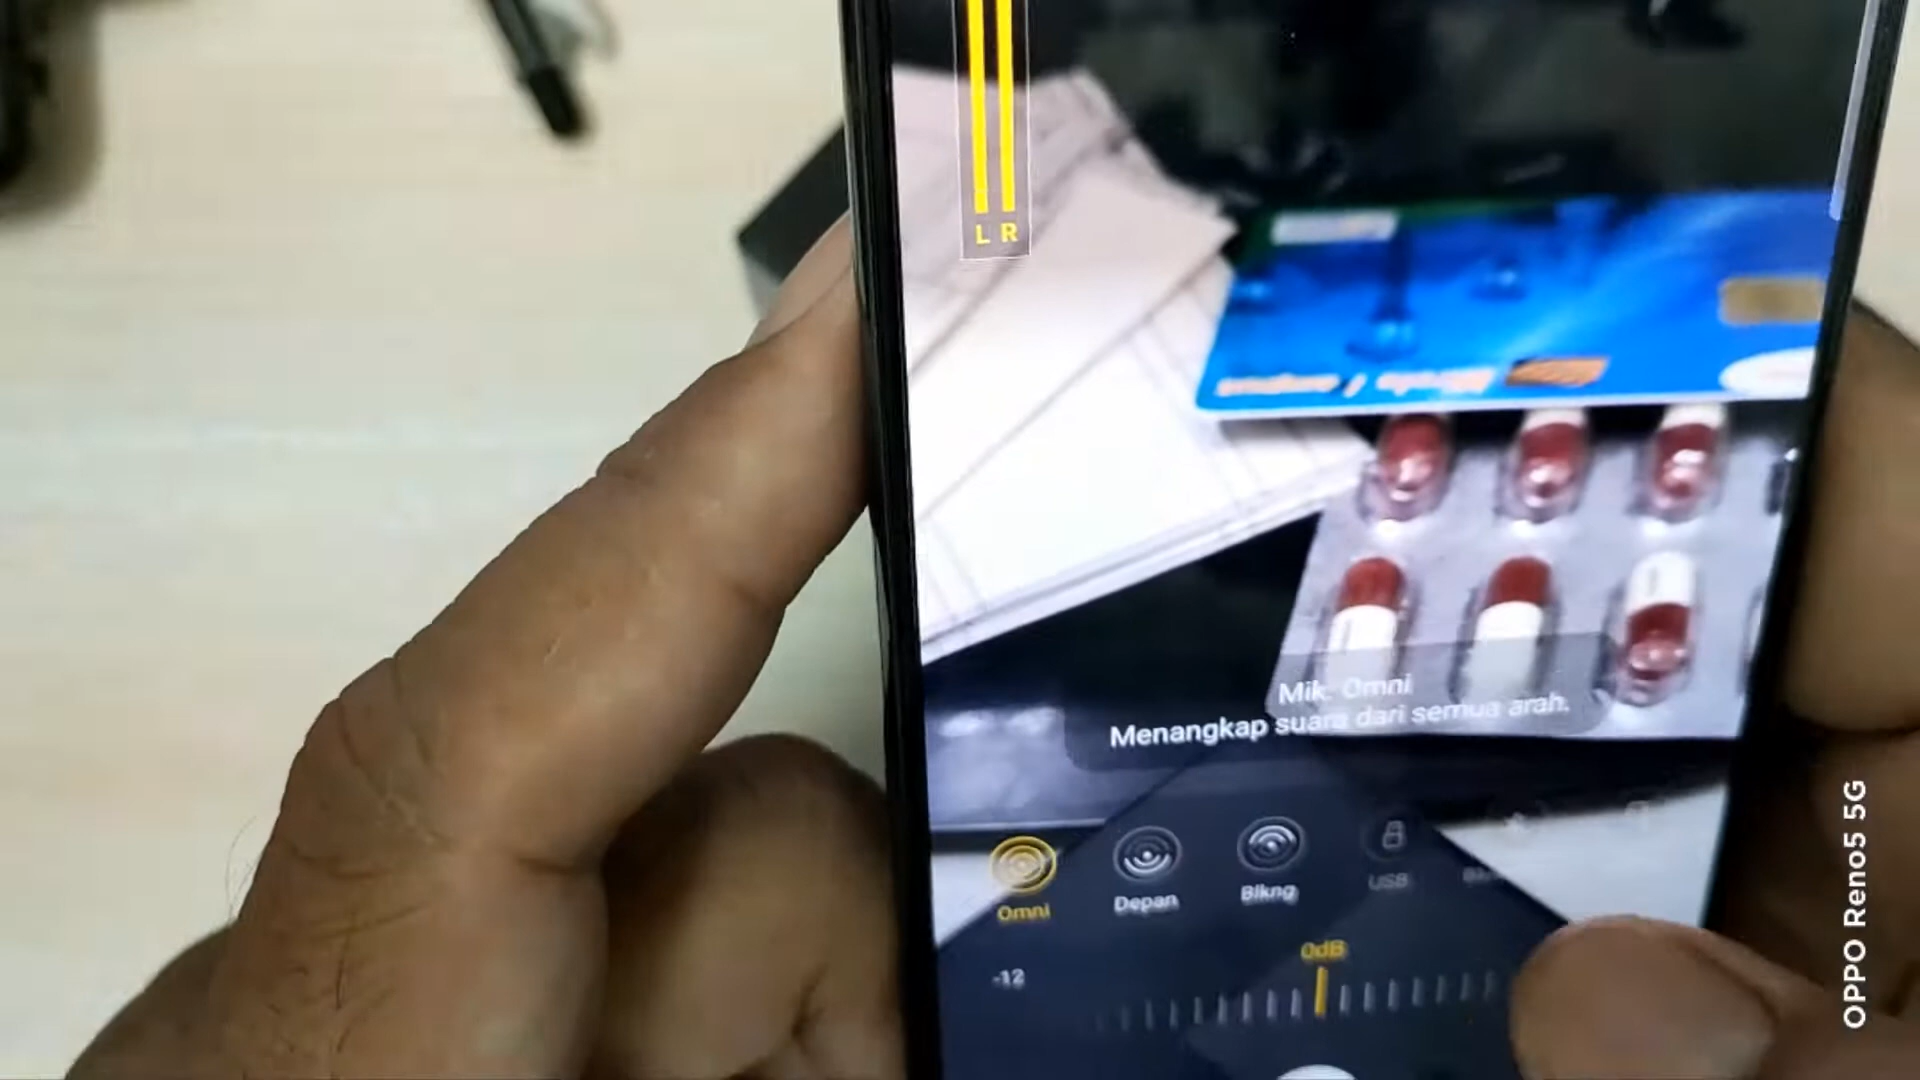 L R
Mik. Omni
Menangkap suara dari semua arah.
Omni
Depan
Blkng
USB
0dB
-12
OPPO Reno5 5G